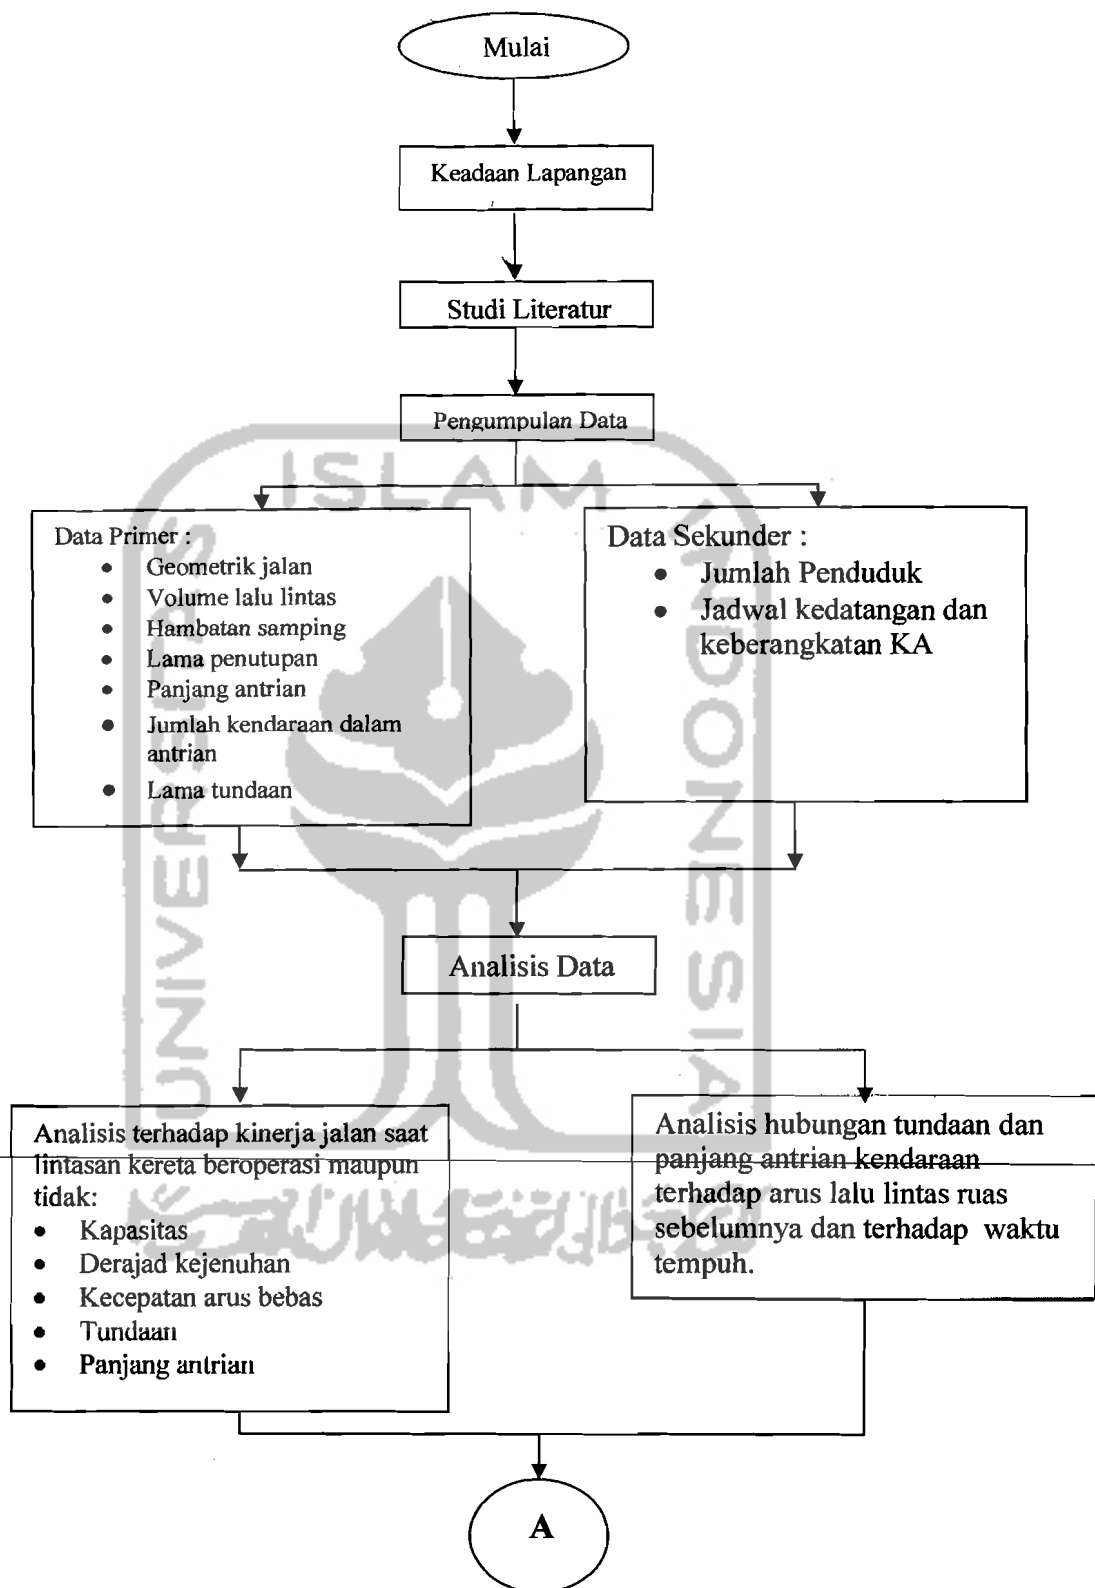 Mulai
Keadaan Lapangan
Studi Literatur
Pengumpulan Data
Data Primer :
• Geometrik jalan
• Volume lalu lintas
• Hambatan samping
• Lama penutupan
• Panjang antrian
• Jumlah kendaraan dalam
antrian
• Lama tundaan
Data Sekunder :
• Jumlah Penduduk
• Jadwal kedatangan dan
keberangkatan KA
Analisis Data
Analisis terhadap kinerja jalan saat
lintasan kereta beroperasi maupun
tidak:
• Kapasitas
• Derajad kejenuhan
• Kecepatan arus bebas
• Tundaan
• Panjang antrian
Analisis hubungan tundaan dan
panjang antrian kendaraan
terhadap arus lalu lintas ruas
sebelumnya dan terhadap waktu
tempuh.
A
UNIVERSITAS
ISLAM
INDONESIA